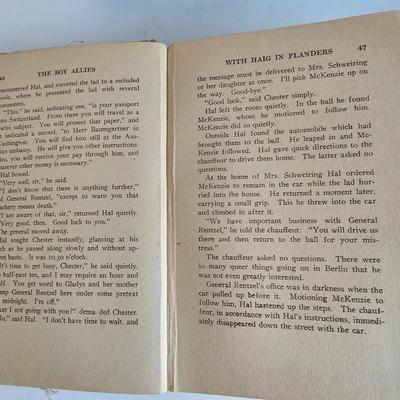 46 THE BOY ALLIES
encountered Hal, and escorted the lad to a secluded
nook, where he presented the lad with several
documents.
"This," he said, indicating one, "is your passport
into Switzerland. From there you will travel as a
Swiss subject. You will present that paper," and
he indicated a second, "to Herr Baumgartner in
Washington. You will find him still at the Aus-
embassy. He will give you other instructions.
so, you will receive your pay through him, and
whatever other money is necessary."
Hal bowed.
"Very well, sir," he said.
"I don't know that there is anything further,"
said General Rentzel, "except to warn you that
treachery means death."
"I am aware of that, sir," returned Hal quietly.
"Very good, then. Good luck to you."
The general moved away.
Hal sought Chester instantly, glancing at his
watch as he passed along slowly and without ap-
parent haste. It was 10.30 o'clock.
"It's time to get busy, Chester," he said quietly.
half-past ten, and I may require an hour and
half. You get word to Gladys and her mother
keep General Rentzel here under some pretext
midnight. I'm off."
"Am I not going with you?" demanded Chester.
"No," said Hal. "I don't have time to wait, and
WITH HAIG IN FLANDERS 47
the message must be delivered to Mrs. Schweiring
or her daughter at once. I'll pick McKenzie up on
the way. Good-bye."
"Good luck," said Chester simply.
Hal left the room quietly. In the hall he found
McKenzie, whom he motioned to follow him.
McKenzie did so quietly.
Outside Hal found the automobile which had
brought them to the ball. He leaped in and Mc-
Kenzie followed. Hal gave quick directions to the
chauffeur to drive them home. The latter asked
no questions.
At the home of Mrs. Schweiring Hal ordered
McKenzie to remain in the car while the lad hur-
ried into the house. He returned a moment later,
carrying a small grip. This he threw into the car
and climbed in after it.
"We have important business with General
Rentzel," he told the chauffeur. "You will drive us
there and then return to the ball for your mis-
tress."
The chauffeur asked no questions. There were
so many queer things going on in Berlin that he
was not even greatly interested.
General Rentzel's office was in darkness when the
car pulled up before it. Motioning McKenzie to
follow him, Hal hastened up the steps. The chauf-
feur, in accordance with Hal's instructions, immedi-
ately disappeared down the street with the car.